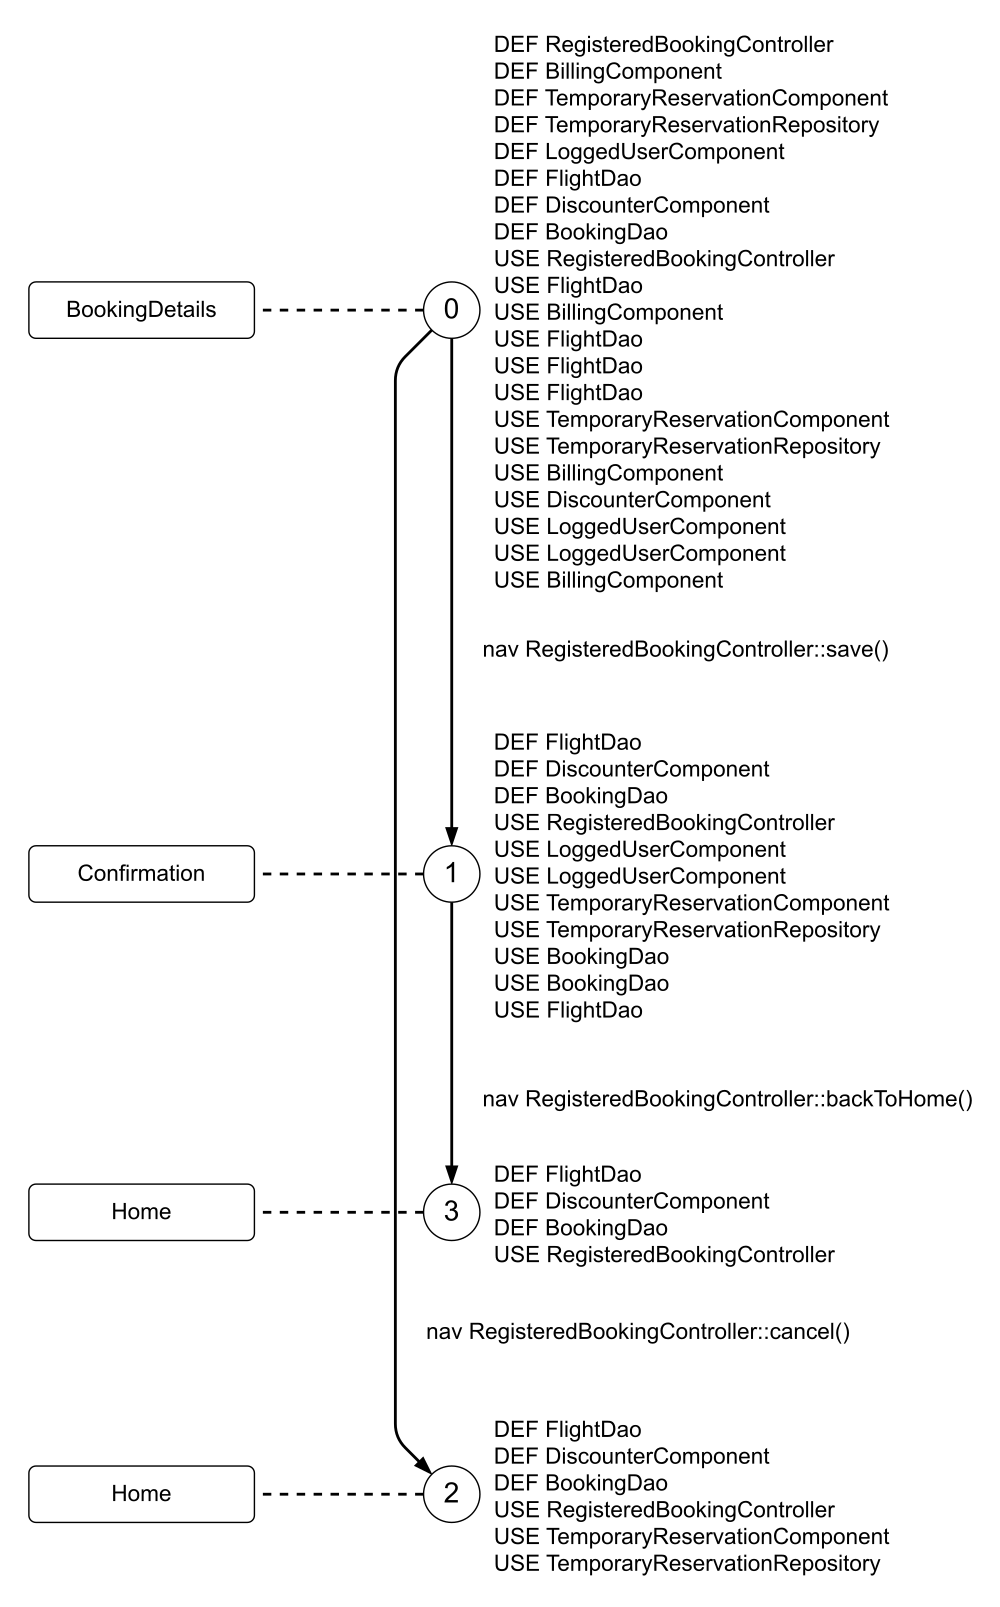 DEF RegisteredBookingController
DEF BillingComponent
DEF TemporaryReservationComponent
DEF TemporaryReservationRepository
DEF LoggedUserComponent
DEF FlightDao
DEF DiscounterComponent
DEF BookingDao
USE RegisteredBookingController
USE FlightDao
BookingDetails
0
USE BillingComponent
USE FlightDao
USE FlightDao
USE FlightDao
USE TemporaryReservationComponent
USE TemporaryReservationRepository
USE BillingComponent
USE DiscounterComponent
USE LoggedUserComponent
USE LoggedUserComponent
USE BillingComponent
nav RegisteredBookingController::save()
DEF FlightDao
DEF DiscounterComponent
DEF BookingDao
USE RegisteredBookingController
USE LoggedUserComponent
Confirmation
1
USE LoggedUserComponent
USE TemporaryReservationComponent
USE TemporaryReservationRepository
USE BookingDao
USE BookingDao
USE FlightDao
nav RegisteredBookingController::backToHome()
DEF FlightDao
DEF DiscounterComponent
Home
3
DEF BookingDao
USE RegisteredBookingController
nav RegisteredBookingController::cancel()
DEF FlightDao
DEF DiscounterComponent
DEF BookingDao
Home
2
USE RegisteredBookingController
USE TemporaryReservationComponent
USE TemporaryReservationRepository